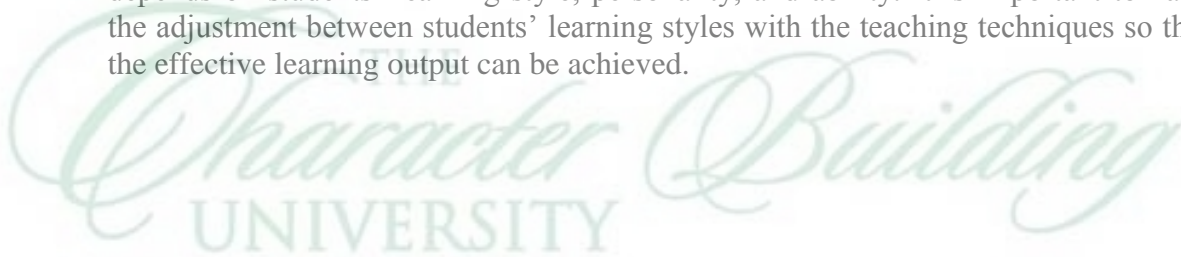 the adjustment between students' learning styles with the teaching techniques so
the effective learning output can be achieved.
THE
Character Building
UNIVERSITY